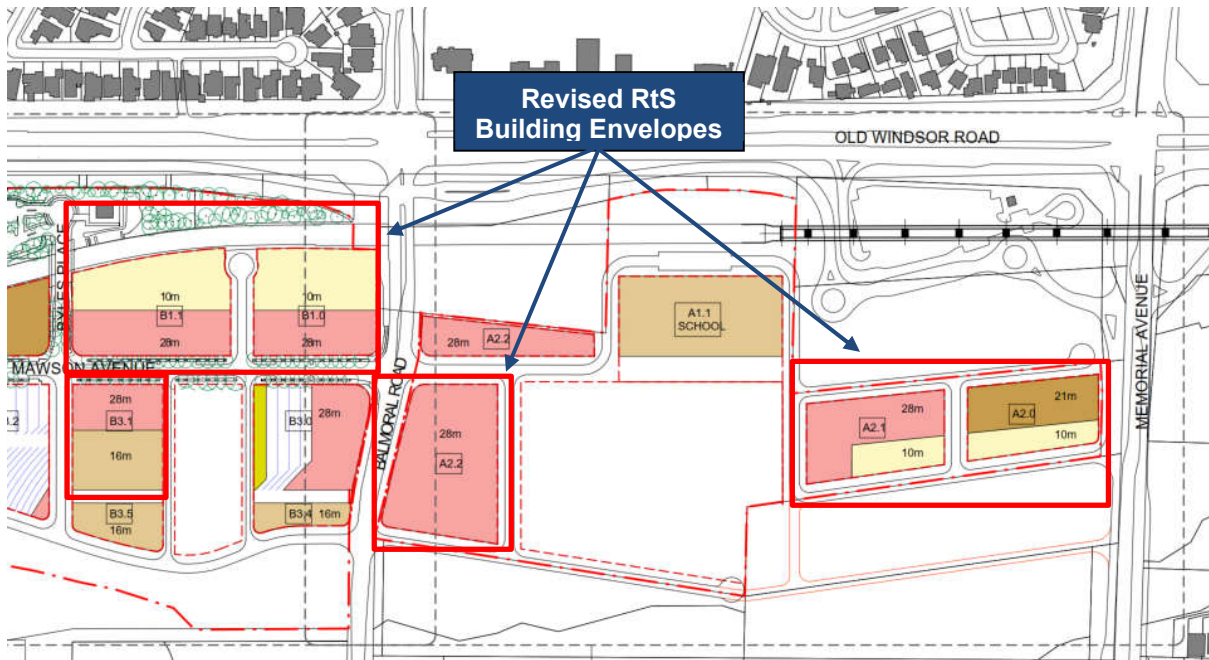 Revised RtS
Building Envelopes
OLD WINDSOR ROAD
RYLES PLACE
10m
B1.1
28m
10m
B1.0
28m
28m
A2.2
A1.1
SCHOOL
MAWSON AVENUE
BALMORAL ROAD
MEMORIAL AVENUE
28m
B3.1
16m
B3.0
28m
28m
A2.2
28m
A2.1
10m
21m
A2.0
10m
B3.5
16m
B3.4 16m